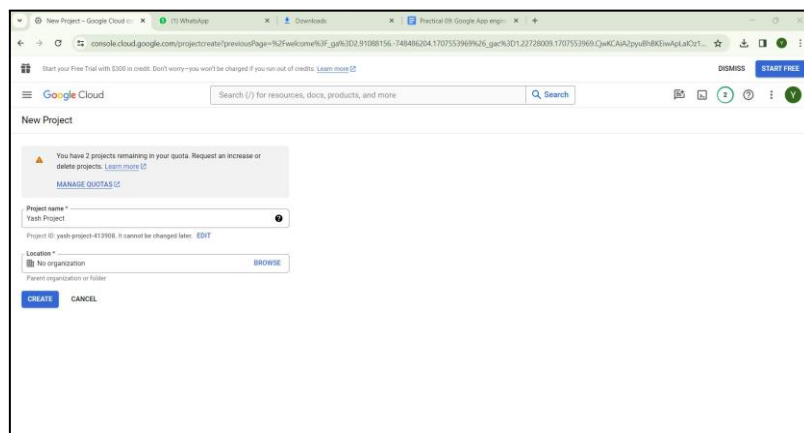 New Project – Google Cloud co
(1) WhatsApp
Downloads
Practical 09: Google App engin
console.cloud.google.com/projectcreate?previousPage=%2Fwelcome%3F_ga%3D2.91088156.-748486204.1707553969%26_gac%3D1.22728009.1707553969.
Start your Free Trial with $300 in credit. Don't worry—you won't be charged if you run out of credits. Learn more
DISMISS
START FREE
Google Cloud
Search (/) for resources, docs, products, and more
Search
2
Y
New Project
You have 2 projects remaining in your quota. Request an increase or
delete projects. Learn more
MANAGE QUOTAS
Project name *
Yash Project
Project ID: yash-project-413908. It cannot be changed later. EDIT
Location *
No organization
BROWSE
Parent organization or folder
CREATE
CANCEL